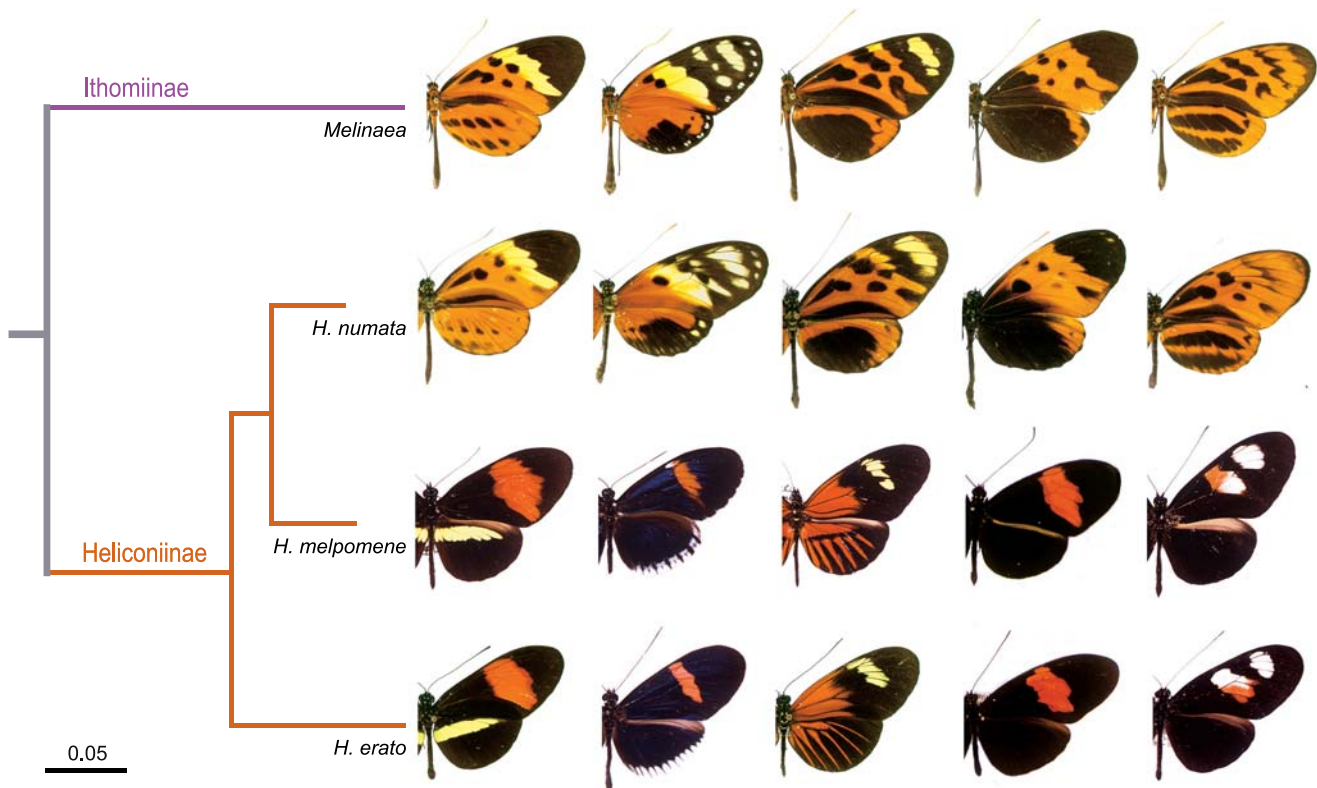 Ithomiinae
Melinaea
H. numata
H. melpomene
Heliconiinae
H. erato
0.05